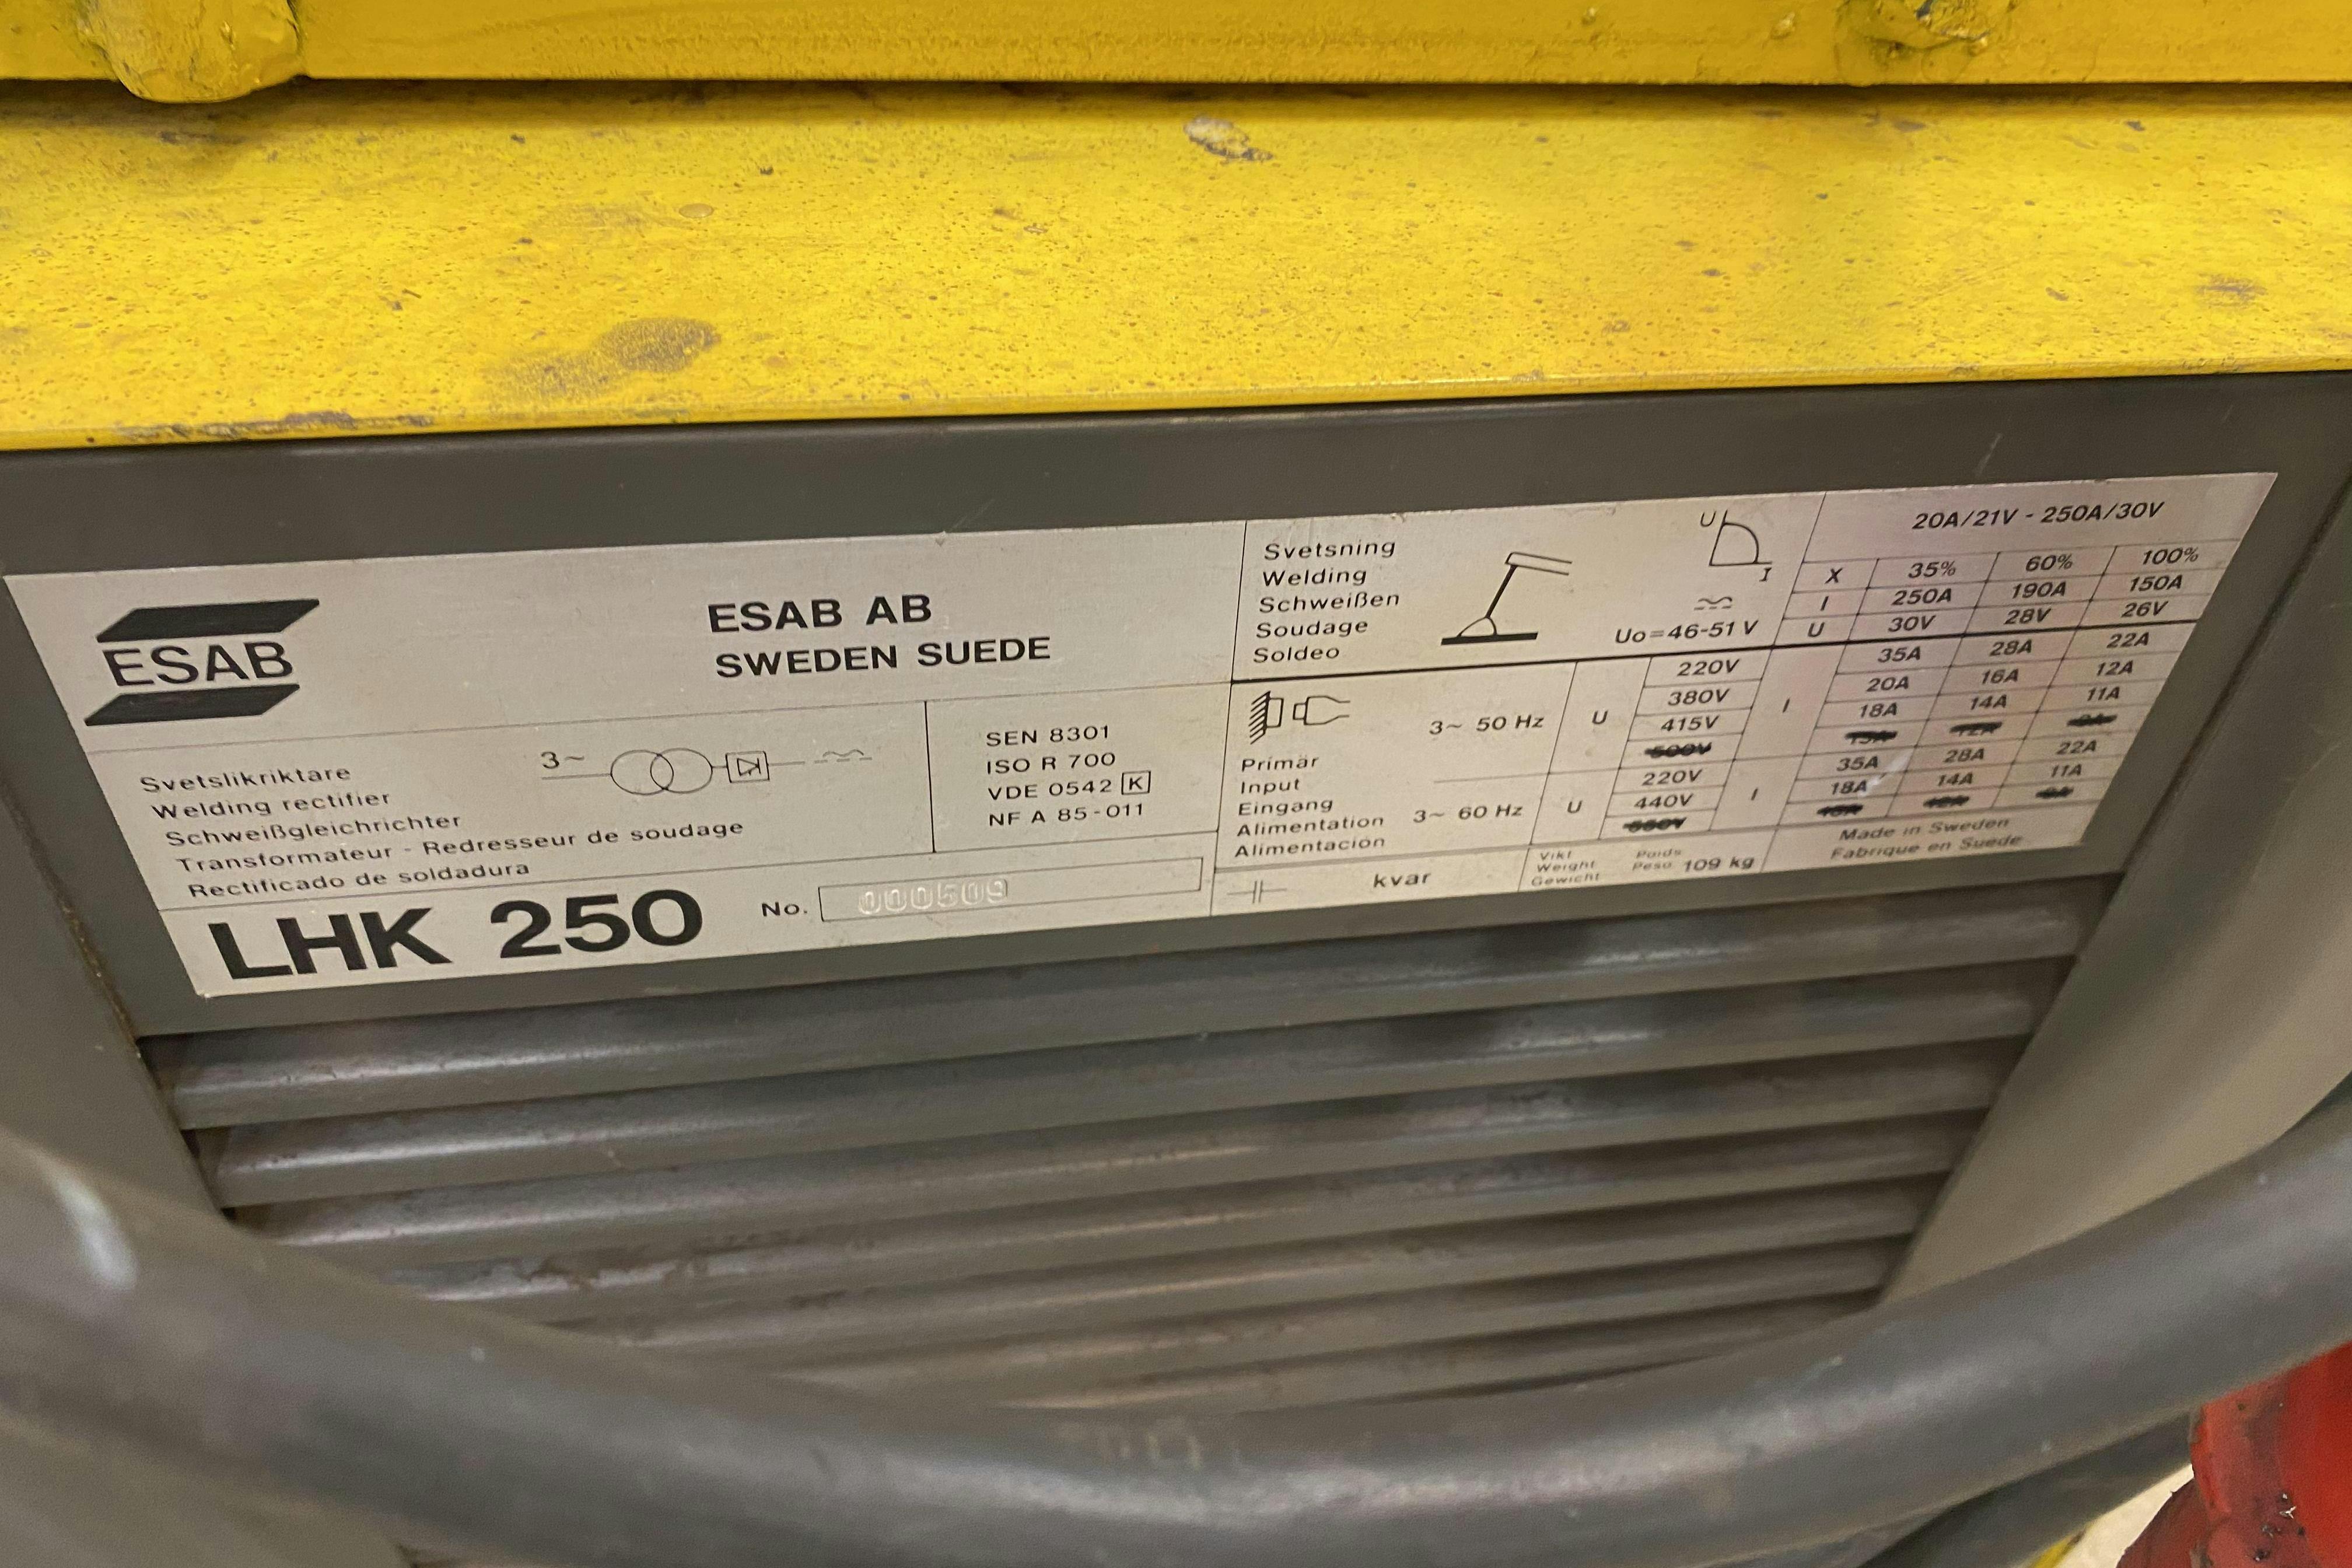 ESAB
ESAB AB
SWEDEN SUEDE
Svetslikriktare
Welding rectifier
Schweißgleichrichter
Transformateur - Redresseur de soudage
Rectificado de soldadura
3~
SEN 8301
ISO R 700
VDE 0542 K
NF A 85-011
LHK 250
No. 000509
Svetsning
Welding
Schweißen
Soudage
Soldeo
U
I
Uo=46-51 V
20A/21V - 250A/30V
X 35% 60% 100%
I 250A 190A 150A
U 30V 28V 26V
Primär
Input
Eingang
Alimentation
Alimentación
3~ 50 Hz U I
220V 35A 28A 22A
380V 20A 16A 12A
415V 18A 14A 11A
500V
3~ 60 Hz U I
220V 35A 28A 22A
440V 18A 14A 11A
kvar
Vikt Poids
Weight Peso 109 kg
Gewicht
Made in Sweden
Fabrique en Suede